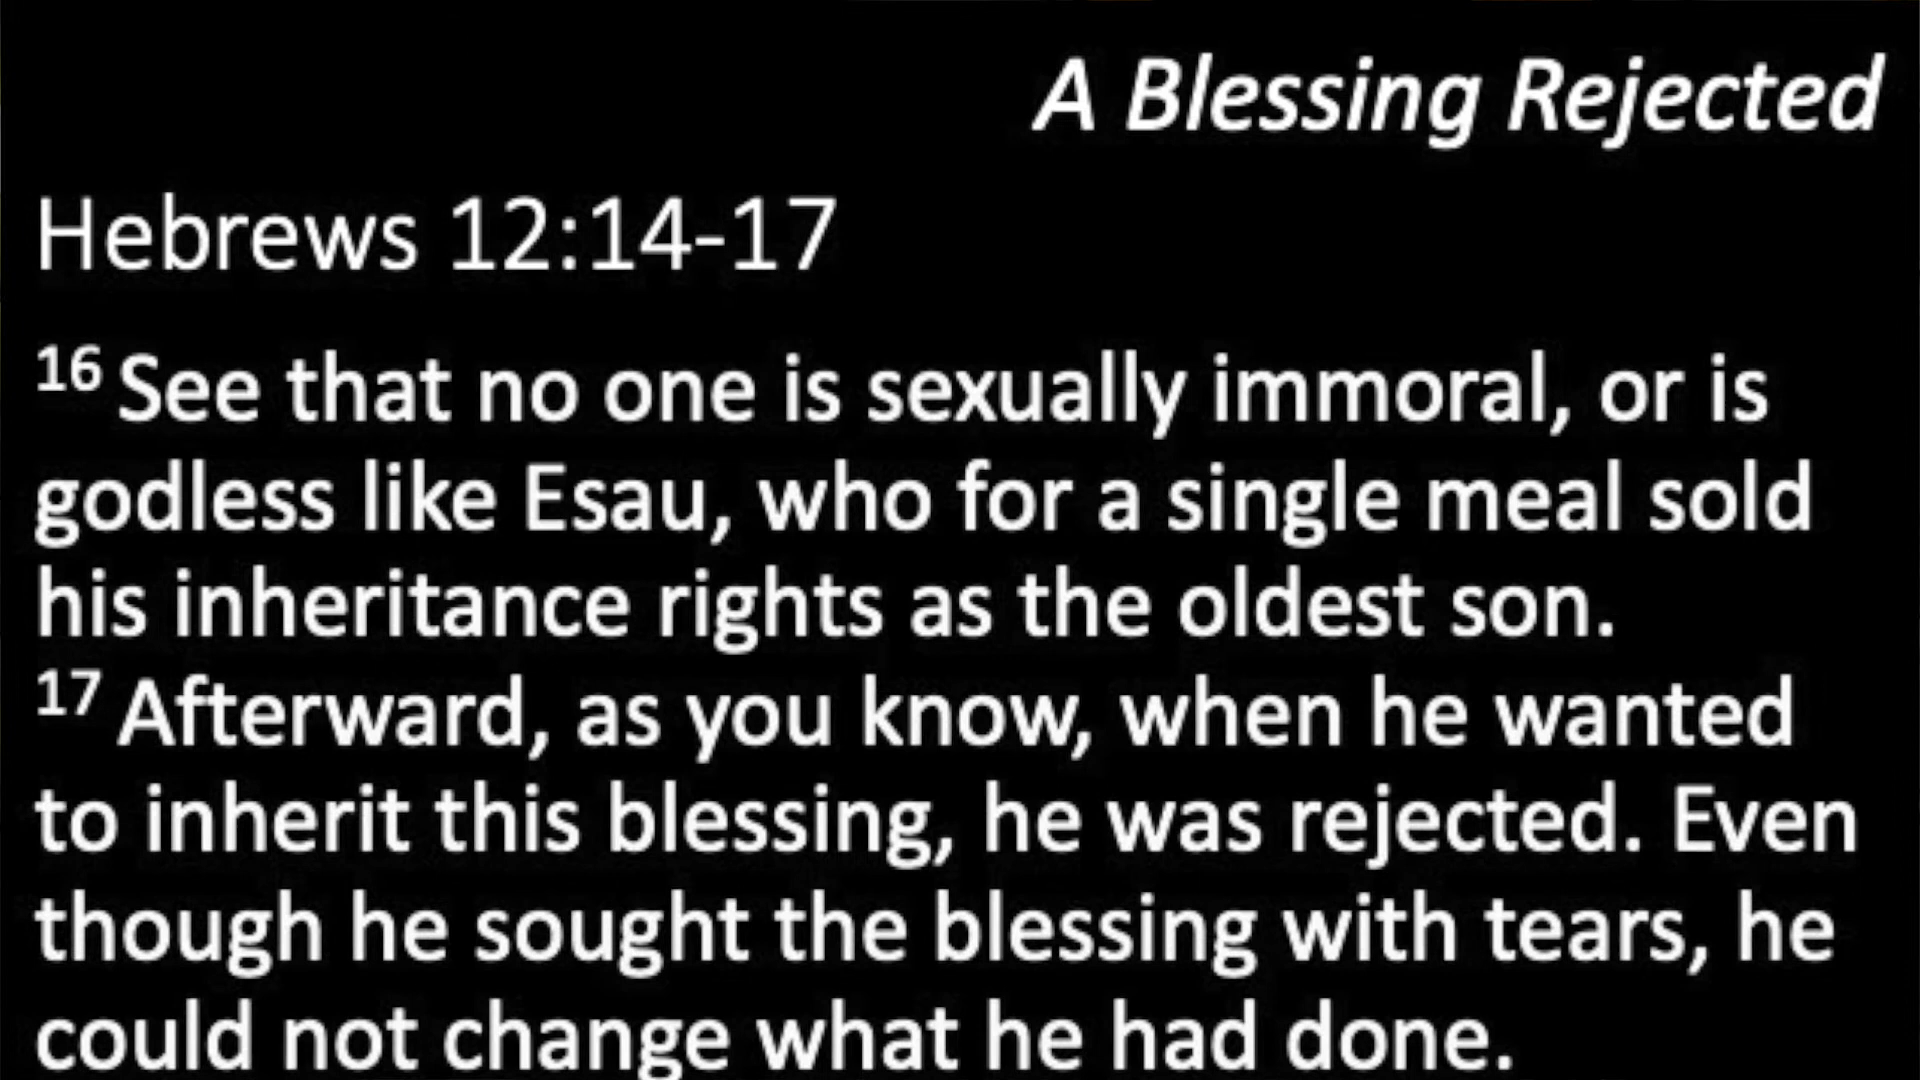 A Blessing Rejected
Hebrews 12:14-17
16 See that no one is sexually immoral, or is
godless like Esau, who for a single meal sold
his inheritance rights as the oldest son.
17 Afterward, as you know, when he wanted
to inherit this blessing, he was rejected. Even
though he sought the blessing with tears, he
could not change what he had done.